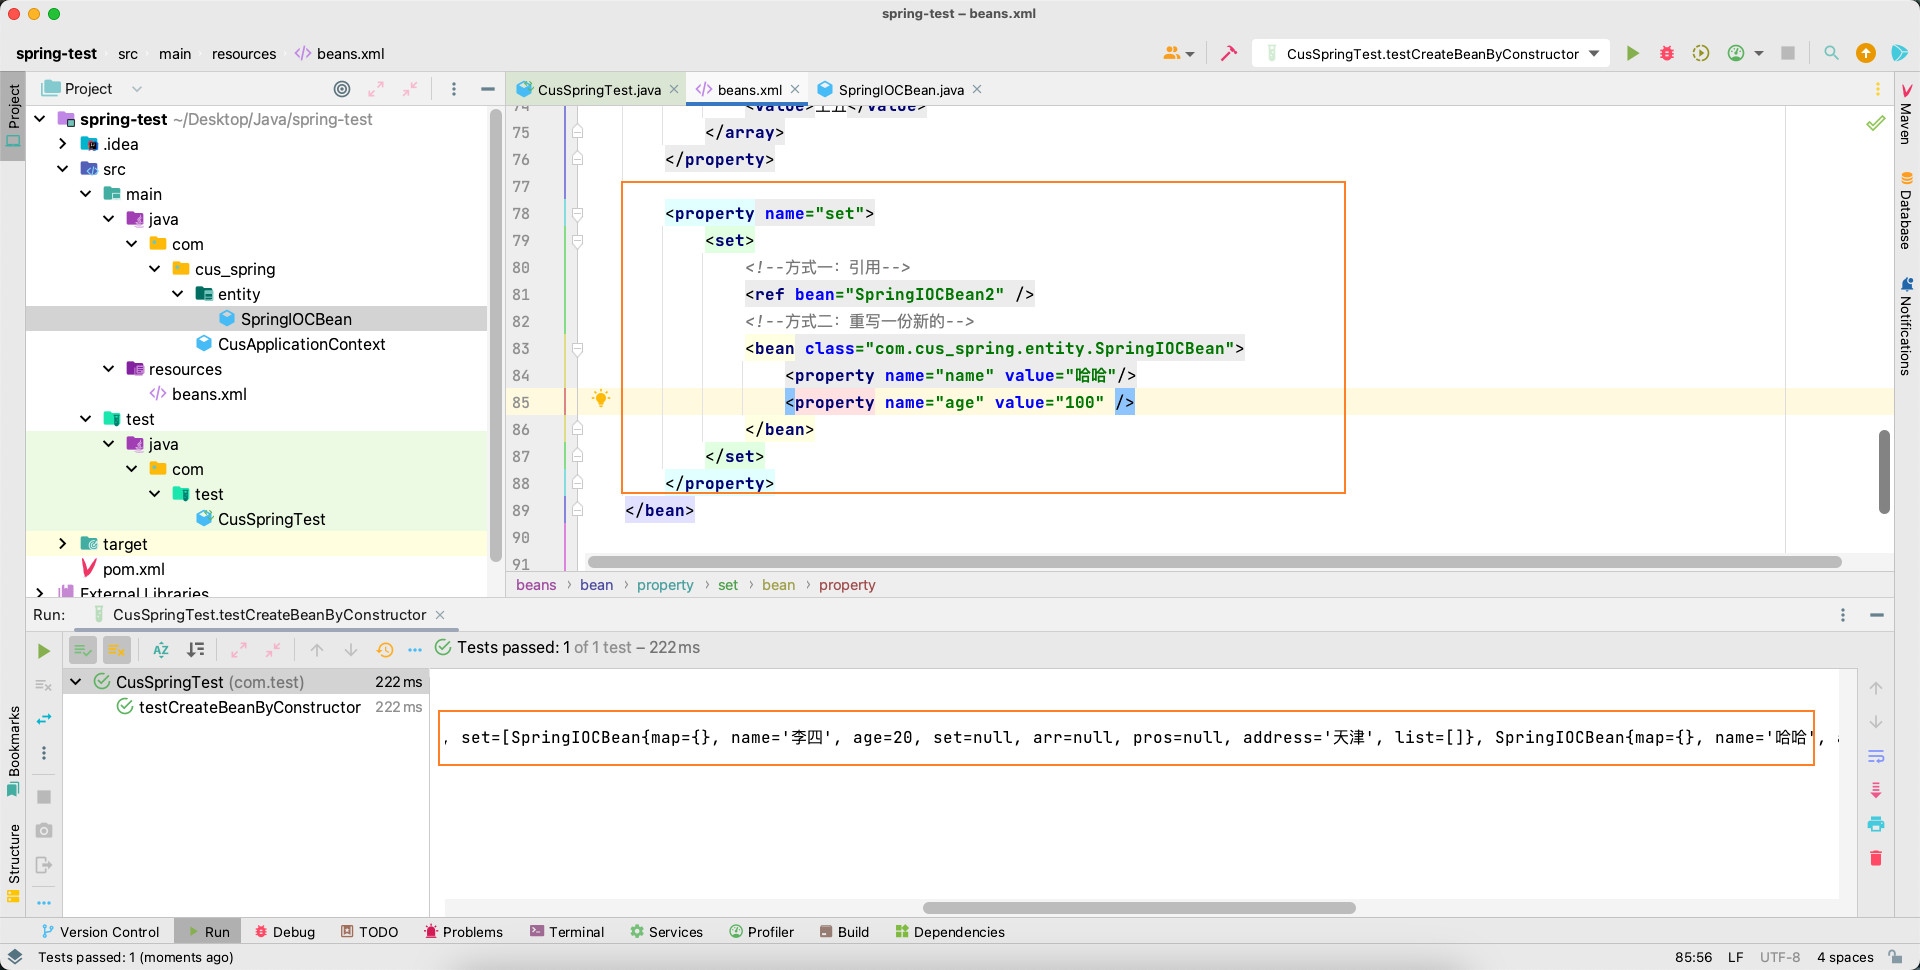 spring-test – beans.xml
spring-test src main resources beans.xml
CusSpringTest.testCreateBeanByConstructor
Project
CusSpringTest.java beans.xml SpringIOCBean.java
Project
spring-test ~/Desktop/Java/spring-test
.idea
src
main
java
com
cus_spring
entity
SpringIOCBean
CusApplicationContext
resources
beans.xml
test
java
com
test
CusSpringTest
target
pom.xml
External Libraries
74 <value>王五</value>
75 </array>
76 </property>
77
78 <property name="set">
79 <set>
80 <!--方式一：引用-->
81 <ref bean="SpringIOCBean2" />
82 <!--方式二：重写一份新的-->
83 <bean class="com.cus_spring.entity.SpringIOCBean">
84 <property name="name" value="哈哈"/>
85 <property name="age" value="100" />
86 </bean>
87 </set>
88 </property>
89 </bean>
90
91
beans › bean › property › set › bean › property
Maven
Database
Notifications
Run: CusSpringTest.testCreateBeanByConstructor
Tests passed: 1 of 1 test – 222 ms
CusSpringTest (com.test) 222 ms
testCreateBeanByConstructor 222 ms
, set=[SpringIOCBean{map={}, name='李四', age=20, set=null, arr=null, pros=null, address='天津', list=[]}, SpringIOCBean{map={}, name='哈哈',
Bookmarks
Structure
Version Control Run Debug TODO Problems Terminal Services Profiler Build Dependencies
Tests passed: 1 (moments ago) 85:56 LF UTF-8 4 spaces